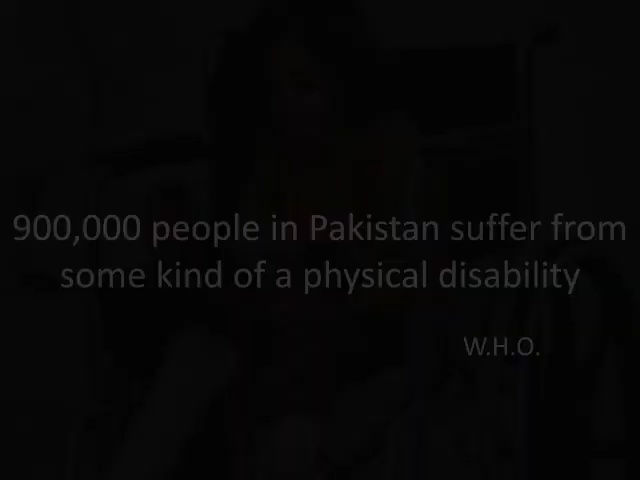 900,000 people in Pakistan suffer from
some kind of a physical disability
W.H.O.